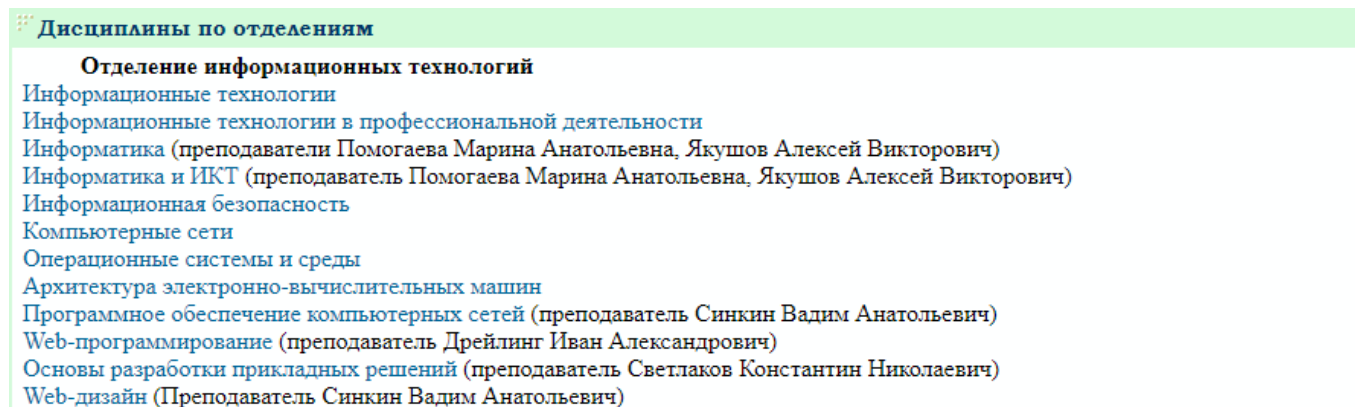 Дисциплины по отделениям
Отделение информационных технологий
Информационные технологии
Информационные технологии в профессиональной деятельности
Информатика (преподаватели Помогаева Марина Анатольевна, Якушов Алексей Викторович)
Информатика и ИКТ (преподаватель Помогаева Марина Анатольевна, Якушов Алексей Викторович)
Информационная безопасность
Компьютерные сети
Операционные системы и среды
Архитектура электронно-вычислительных машин
Программное обеспечение компьютерных сетей (преподаватель Синкин Вадим Анатольевич)
Web-программирование (преподаватель Дрейлинг Иван Александрович)
Основы разработки прикладных решений (преподаватель Светлаков Константин Николаевич)
Web-дизайн (Преподаватель Синкин Вадим Анатольевич)